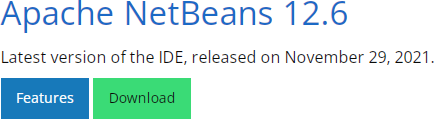 Apache NetBeans 12.6
Latest version of the IDE, released on November 29, 2021.
Features Download